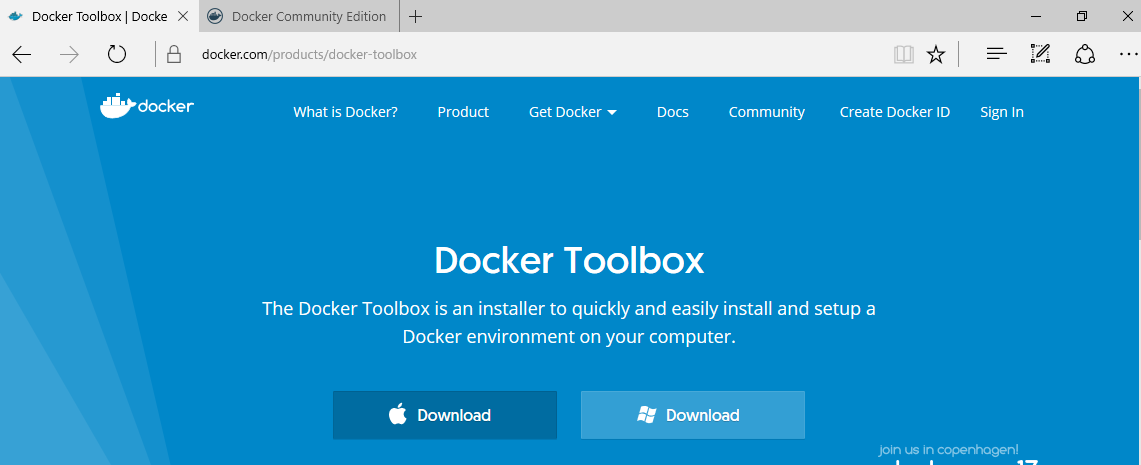 Docker Toolbox | Docke
Docker Community Edition
docker.com/products/docker-toolbox
docker
What is Docker? Product Get Docker Docs Community Create Docker ID Sign In
Docker Toolbox
The Docker Toolbox is an installer to quickly and easily install and setup a
Docker environment on your computer.
Download Download
join us in copenhagen!